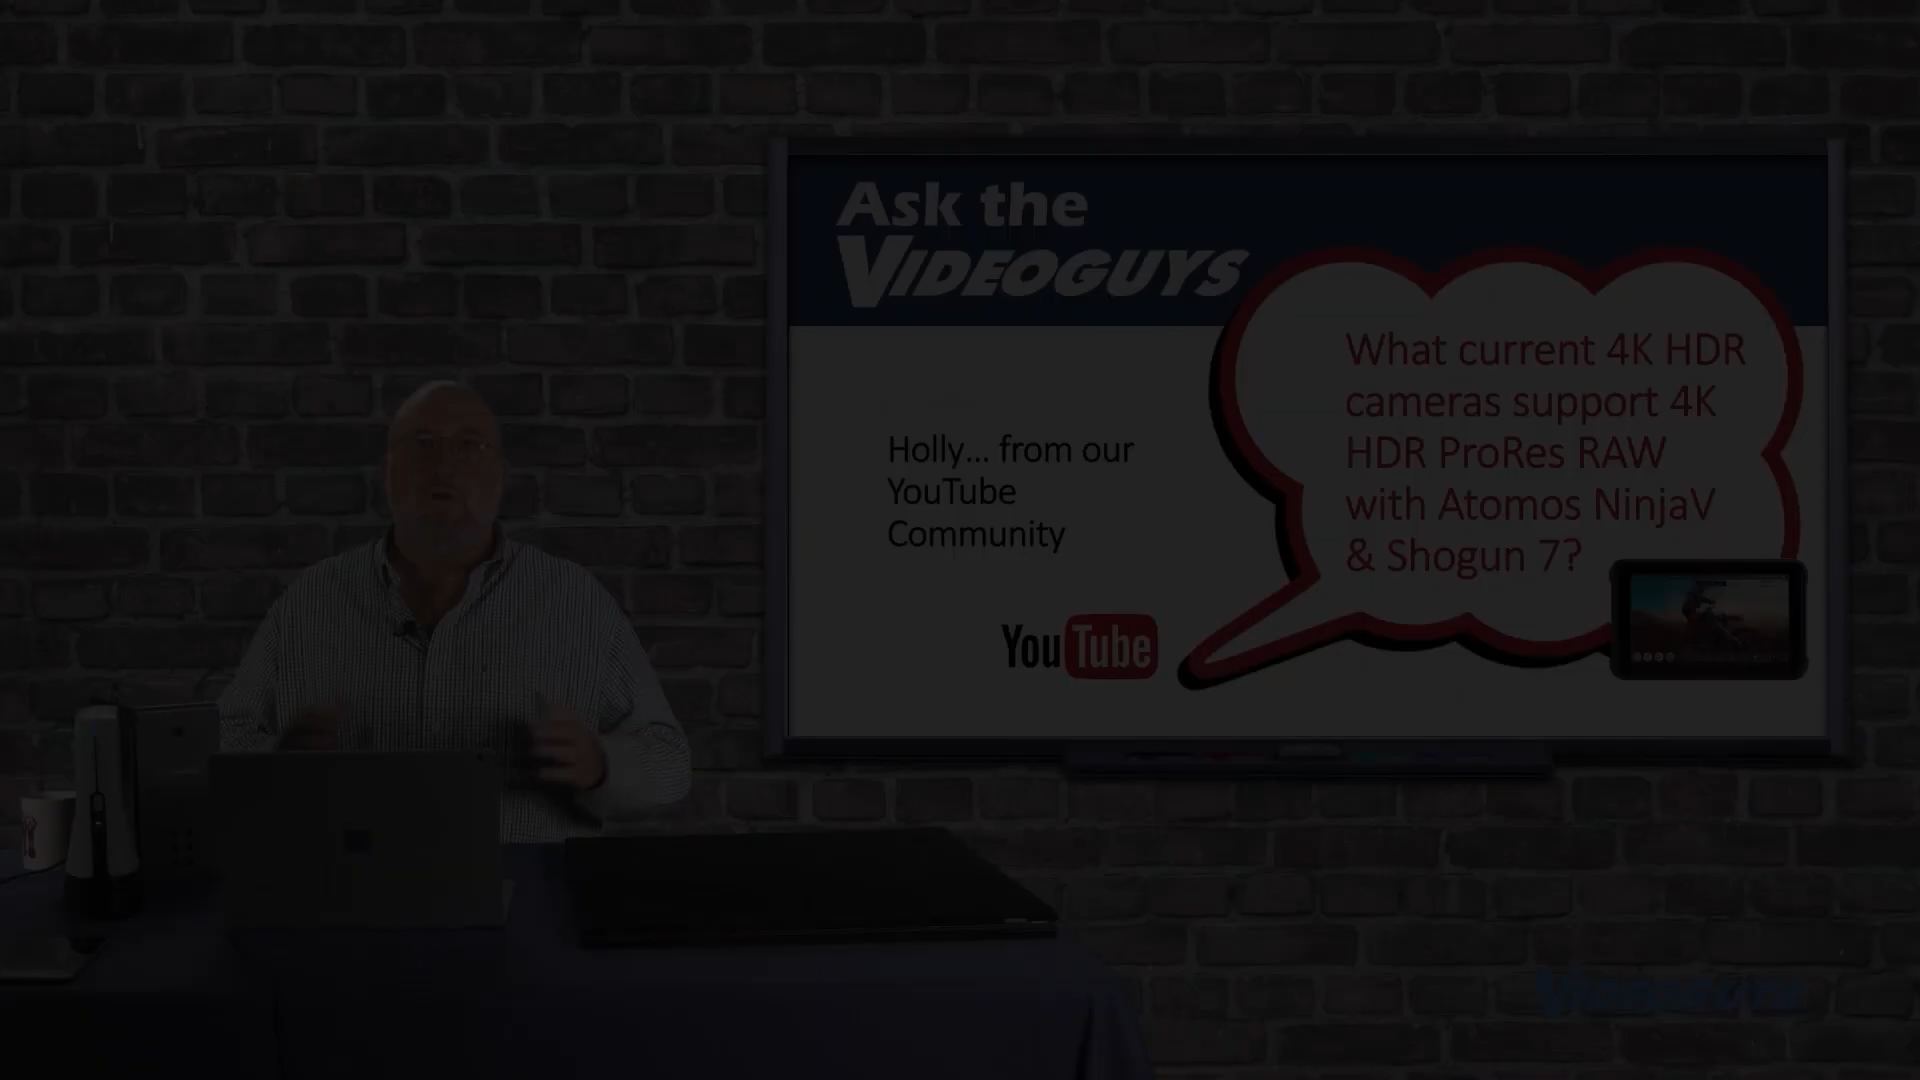 Ask the
VIDEOGUYS
What current 4K HDR
cameras support 4K
HDR ProRes RAW
with Atomos NinjaV
& Shogun 7?
Holly... from our
YouTube
Community
YouTube
VIDEOGUYS